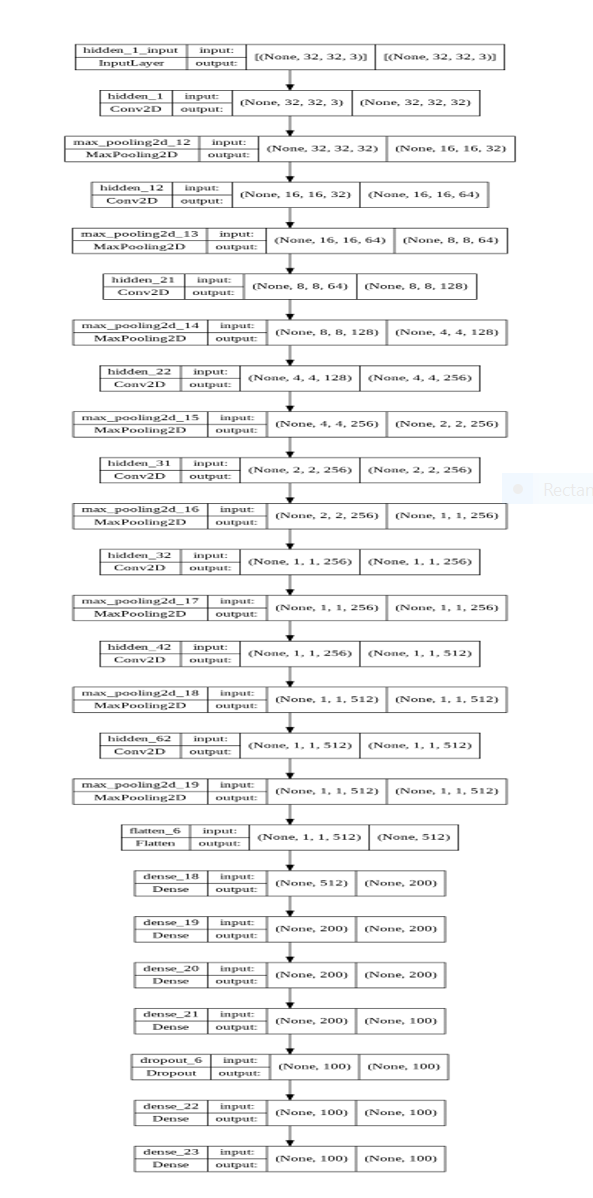 hidden_1_input input: [(None, 32, 32, 3)] [(None, 32, 32, 3)]
InputLayer output:
hidden_1 input: (None, 32, 32, 3) (None, 32, 32, 32)
Conv2D output:
max_pooling2d_12 input: (None, 32, 32, 32) (None, 16, 16, 32)
MaxPooling2D output:
hidden_12 input: (None, 16, 16, 32) (None, 16, 16, 64)
Conv2D output:
max_pooling2d_13 input: (None, 16, 16, 64) (None, 8, 8, 64)
MaxPooling2D output:
hidden_21 input: (None, 8, 8, 64) (None, 8, 8, 128)
Conv2D output:
max_pooling2d_14 input: (None, 8, 8, 128) (None, 4, 4, 128)
MaxPooling2D output:
hidden_22 input: (None, 4, 4, 128) (None, 4, 4, 256)
Conv2D output:
max_pooling2d_15 input: (None, 4, 4, 256) (None, 2, 2, 256)
MaxPooling2D output:
hidden_31 input: (None, 2, 2, 256) (None, 2, 2, 256)
Conv2D output:
Rectan
max_pooling2d_16 input: (None, 2, 2, 256) (None, 1, 1, 256)
MaxPooling2D output:
hidden_32 input: (None, 1, 1, 256) (None, 1, 1, 256)
Conv2D output:
max_pooling2d_17 input: (None, 1, 1, 256) (None, 1, 1, 256)
MaxPooling2D output:
hidden_42 input: (None, 1, 1, 256) (None, 1, 1, 512)
Conv2D output:
max_pooling2d_18 input: (None, 1, 1, 512) (None, 1, 1, 512)
MaxPooling2D output:
hidden_62 input: (None, 1, 1, 512) (None, 1, 1, 512)
Conv2D output:
max_pooling2d_19 input: (None, 1, 1, 512) (None, 1, 1, 512)
MaxPooling2D output:
flatten_6 input: (None, 1, 1, 512) (None, 512)
Flatten output:
dense_18 input: (None, 512) (None, 200)
Dense output:
dense_19 input: (None, 200) (None, 200)
Dense output:
dense_20 input: (None, 200) (None, 200)
Dense output:
dense_21 input: (None, 200) (None, 100)
Dense output:
dropout_6 input: (None, 100) (None, 100)
Dropout output:
dense_22 input: (None, 100) (None, 100)
Dense output:
dense_23 input: (None, 100) (None, 100)
Dense output: